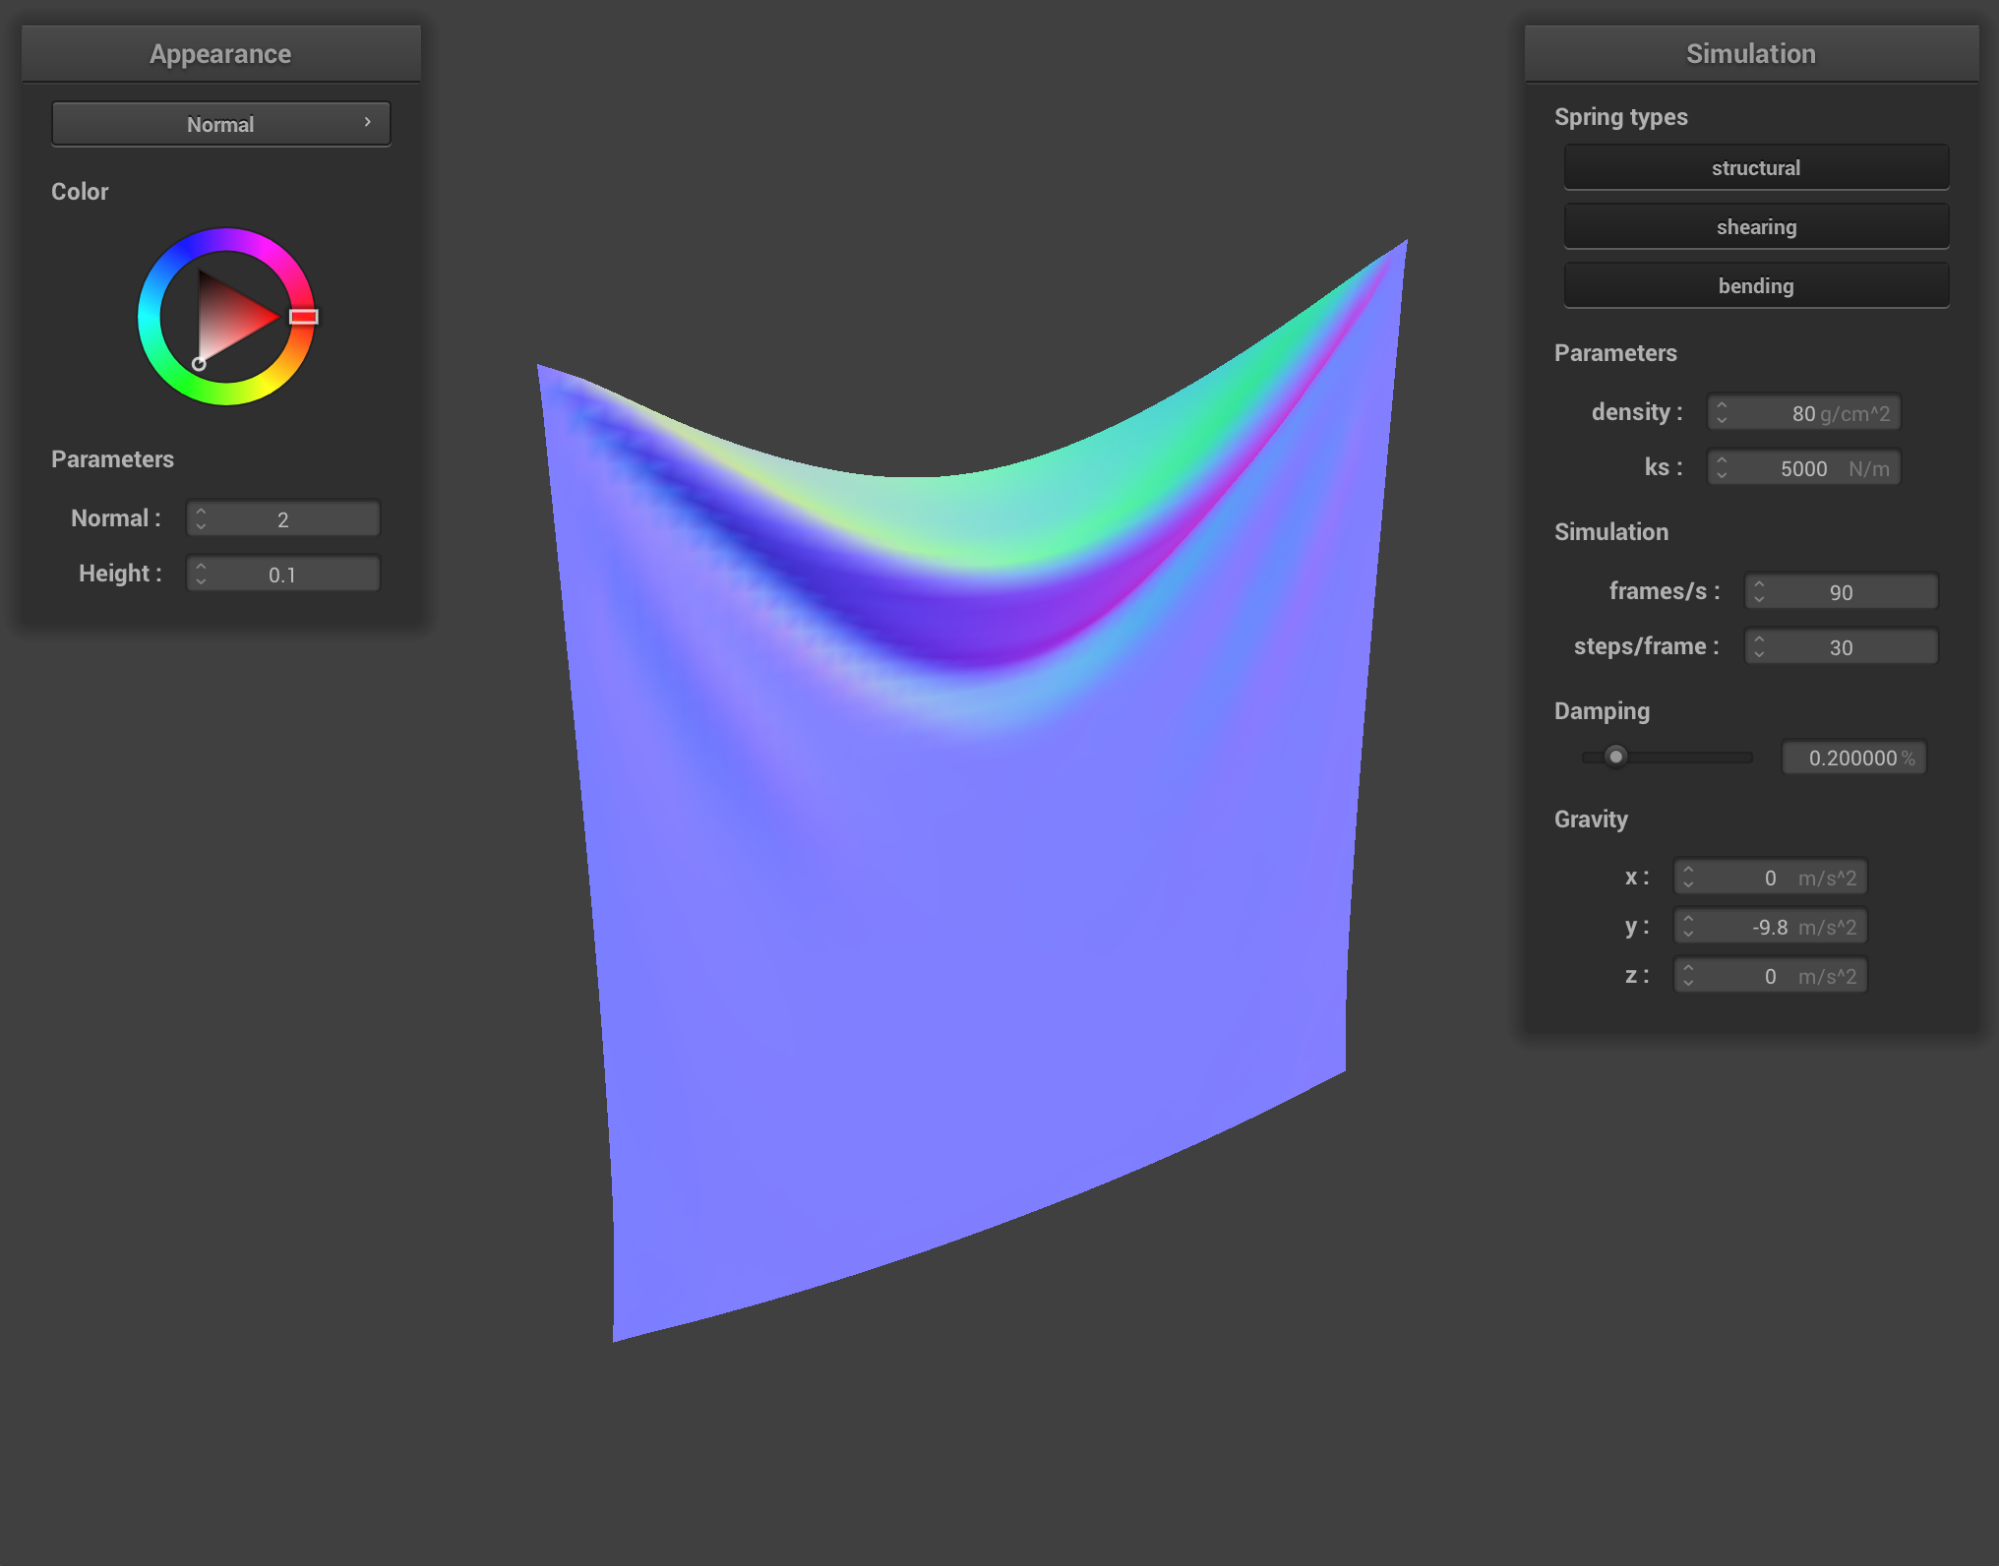 Appearance
Normal
Color
Parameters
Normal : 2
Height : 0.1
Simulation
Spring types
structural
shearing
bending
Parameters
density : 80 g/cm^2
ks : 5000 N/m
Simulation
frames/s : 90
steps/frame : 30
Damping
0.200000 %
Gravity
x : 0 m/s^2
y : -9.8 m/s^2
z : 0 m/s^2